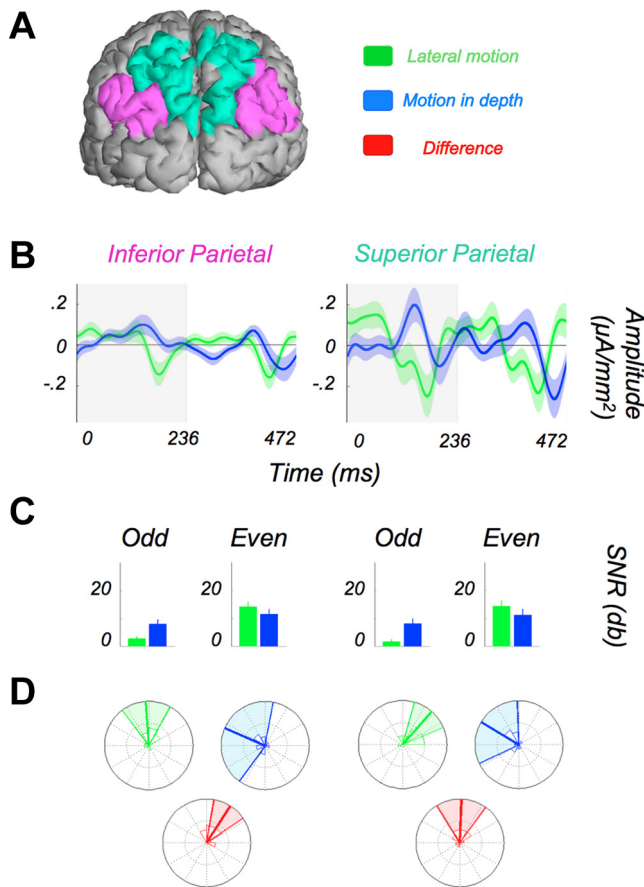 A
Lateral motion
Motion in depth
Difference
B
Inferior Parietal
Superior Parietal
.2
0
-.2
0
236
472
.2
0
-.2
0
236
472
Amplitude
(µA/mm²)
Time (ms)
C
Odd
Even
Odd
Even
20
0
20
0
20
0
20
0
SNR (db)
D